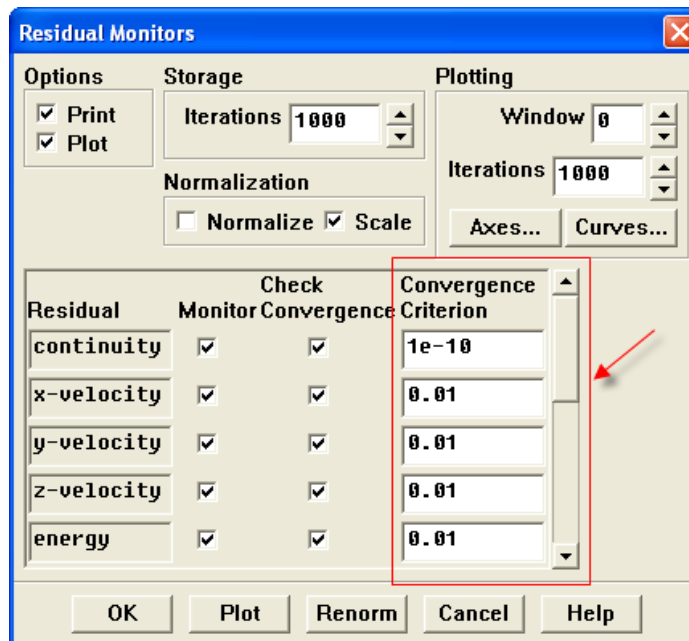 Residual Monitors
Options
Print
Plot
Storage
Iterations 1000
Normalization
Normalize Scale
Plotting
Window 0
Iterations 1000
Axes... Curves...
Residual Monitor Check Convergence Convergence Criterion
continuity 1e-10
x-velocity 0.01
y-velocity 0.01
z-velocity 0.01
energy 0.01
OK Plot Renorm Cancel Help